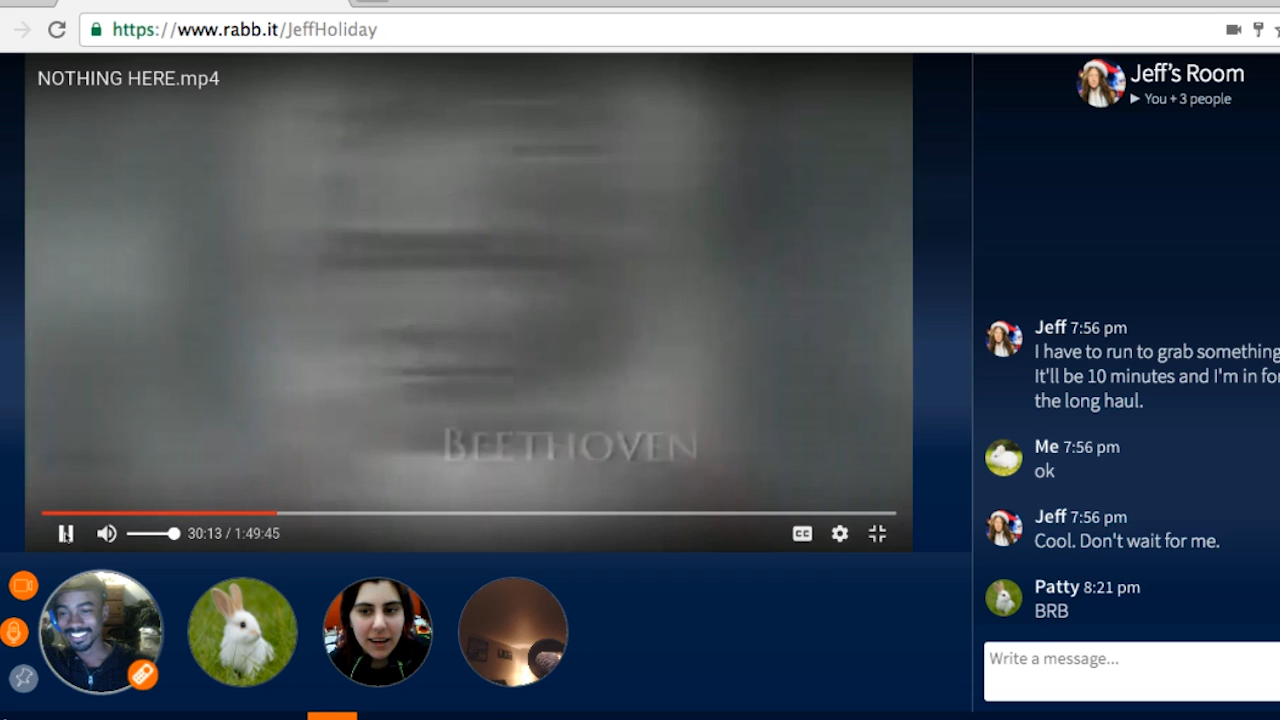 https://www.rabb.it/JeffHoliday
NOTHING HERE.mp4
BEETHOVEN
30:13 / 1:49:45
CC
Jeff's Room
You + 3 people
Jeff 7:56 pm
I have to run to grab something
It'll be 10 minutes and I'm in for
the long haul.
Me 7:56 pm
ok
Jeff 7:56 pm
Cool. Don't wait for me.
Patty 8:21 pm
BRB
Write a message...